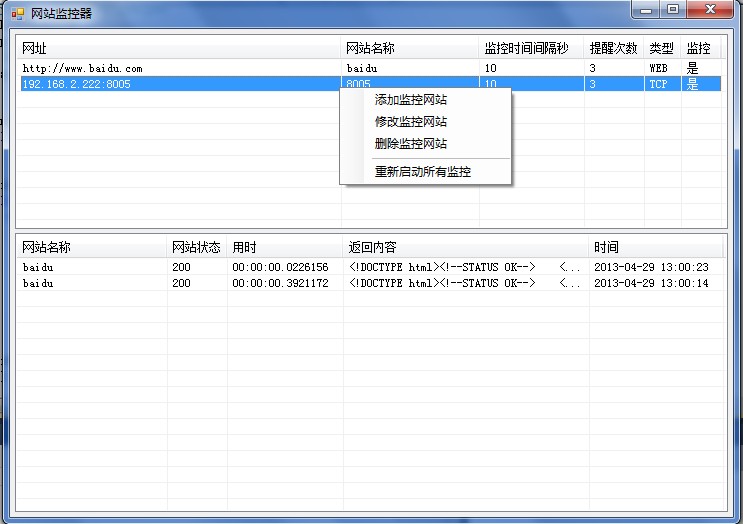 网站监控器
网址 网站名称 监控时间间隔秒 提醒次数 类型 监控
http://www.baidu.com baidu 10 3 WEB 是
192.168.2.222:8005 8005 10 3 TCP 是
添加监控网站
修改监控网站
删除监控网站
重新启动所有监控
网站名称 网站状态 用时 返回内容 时间
baidu 200 00:00:00.0226156 <!DOCTYPE html><!--STATUS OK--> <... 2013-04-29 13:00:23
baidu 200 00:00:00.3921172 <!DOCTYPE html><!--STATUS OK--> <... 2013-04-29 13:00:14